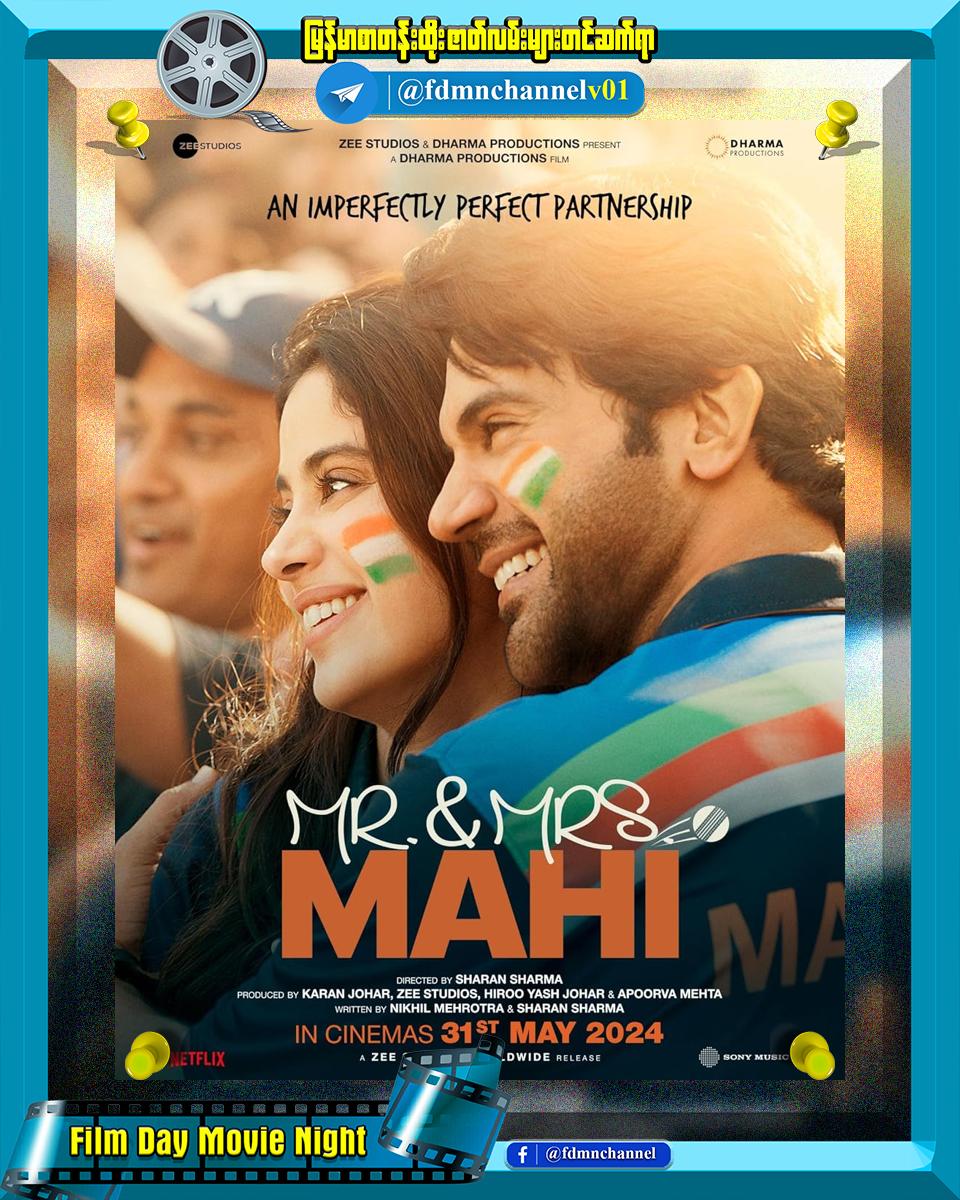 မြန်မာစာတန်းထိုးဇာတ်လမ်းများတင်ဆက်ရာ
@fdmnchannelv01
ZEE STUDIOS
ZEE STUDIOS & DHARMA PRODUCTIONS PRESENT
A DHARMA PRODUCTIONS FILM
DHARMA
PRODUCTIONS
AN IMPERFECTLY PERFECT PARTNERSHIP
MR. & MRS.
MAHI
MA
DIRECTED BY SHARAN SHARMA
PRODUCED BY KARAN JOHAR, ZEE STUDIOS, HIROO YASH JOHAR & APOORVA MEHTA
WRITTEN BY NIKHIL MEHROTRA & SHARAN SHARMA
IN CINEMAS 31ST MAY 2024
NETFLIX
A ZEE
LDWIDE RELEASE
SONY MUSIC
Film Day Movie Night
f @fdmnchannel